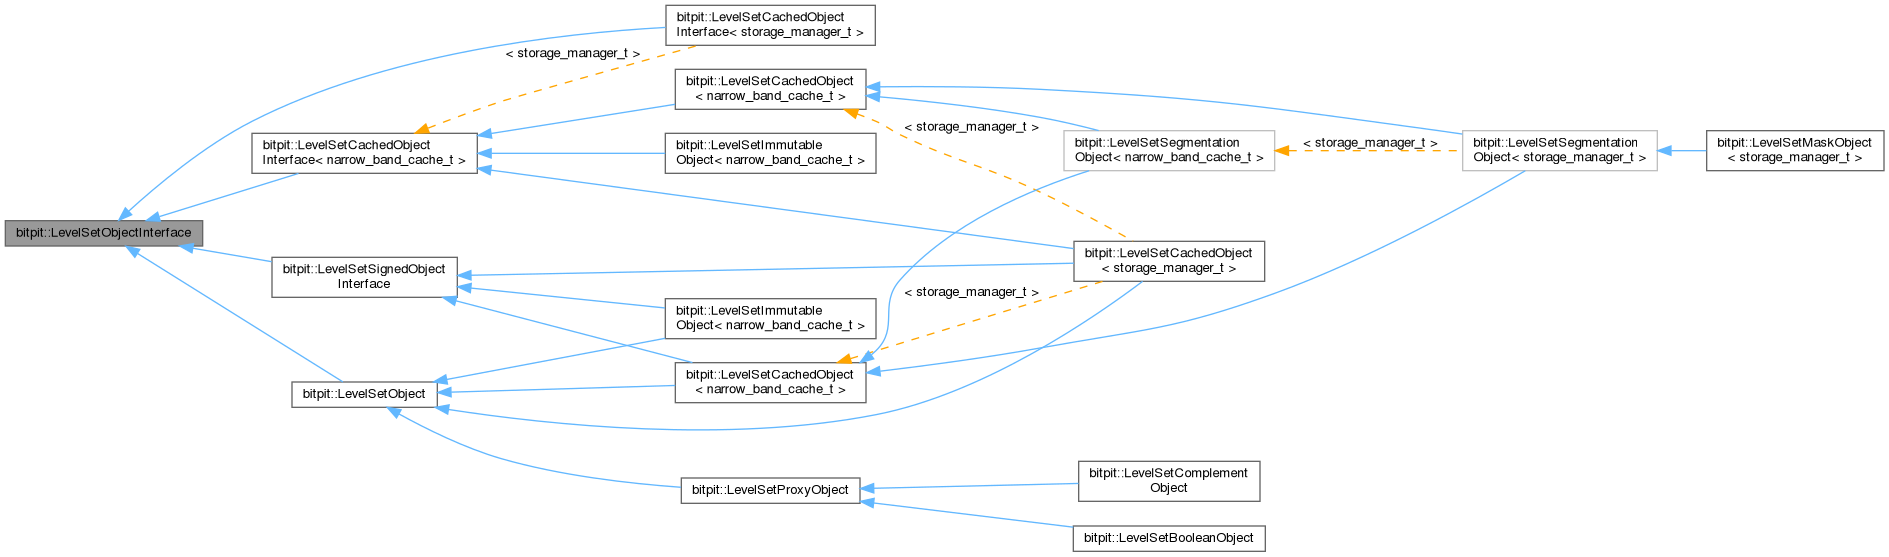 bitpit::LevelSetCachedObject
Interface< storage_manager_t >
< storage_manager_t >
bitpit::LevelSetCachedObject
< narrow_band_cache_t >
< storage_manager_t >
bitpit::LevelSetCachedObject
Interface< narrow_band_cache_t >
bitpit::LevelSetImmutable
Object< narrow_band_cache_t >
bitpit::LevelSetSegmentation
Object< narrow_band_cache_t >
< storage_manager_t >
bitpit::LevelSetSegmentation
Object< storage_manager_t >
bitpit::LevelSetMaskObject
< storage_manager_t >
bitpit::LevelSetObjectInterface
bitpit::LevelSetSignedObject
Interface
bitpit::LevelSetCachedObject
< storage_manager_t >
< storage_manager_t >
bitpit::LevelSetImmutable
Object< narrow_band_cache_t >
bitpit::LevelSetObject
bitpit::LevelSetCachedObject
< narrow_band_cache_t >
bitpit::LevelSetProxyObject
bitpit::LevelSetComplement
Object
bitpit::LevelSetBooleanObject